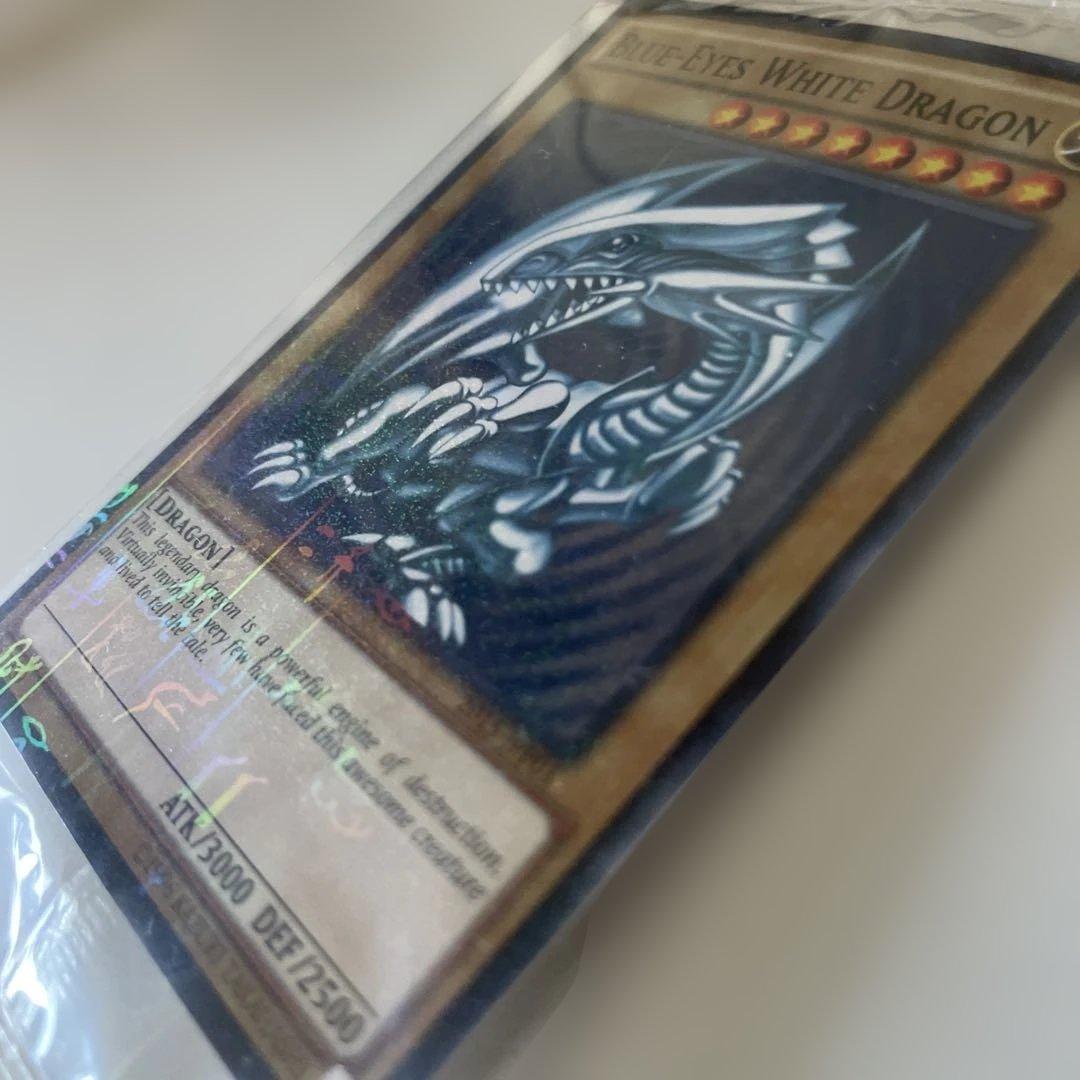 BLUE-EYES WHITE DRAGON
[DRAGON]
This legendary dragon is a powerful engine of destruction.
Virtually invincible, very few have faced this awesome creature
and lived to tell the tale.
ATK/3000 DEF/2500